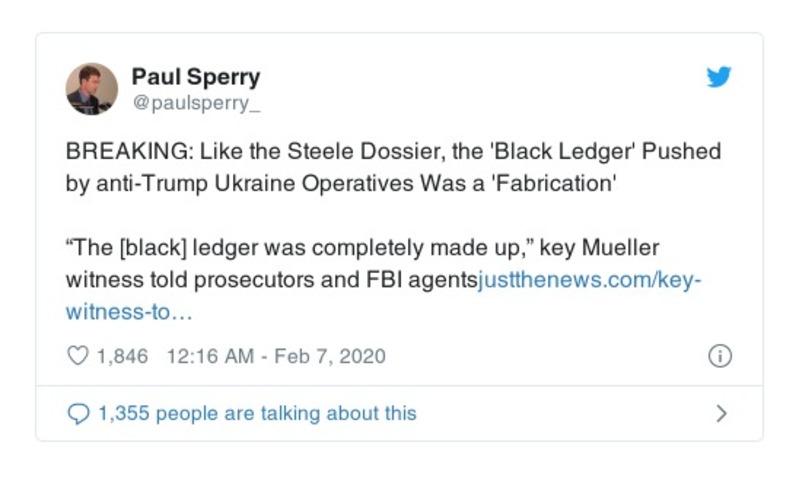 Paul Sperry
@paulsperry_
BREAKING: Like the Steele Dossier, the 'Black Ledger' Pushed
by anti-Trump Ukraine Operatives Was a 'Fabrication'
“The [black] ledger was completely made up,” key Mueller
witness told prosecutors and FBI agentsjustthenews.com/key-
witness-to…
1,846 12:16 AM - Feb 7, 2020
1,355 people are talking about this